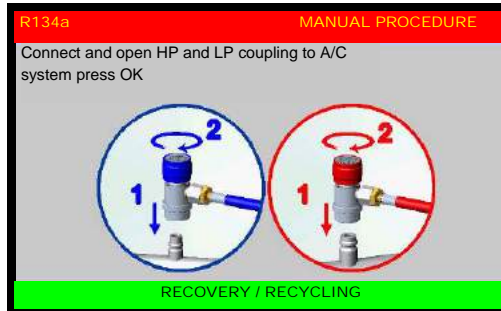 R134a MANUAL PROCEDURE
Connect and open HP and LP coupling to A/C
system press OK
2 2
1 1
RECOVERY / RECYCLING